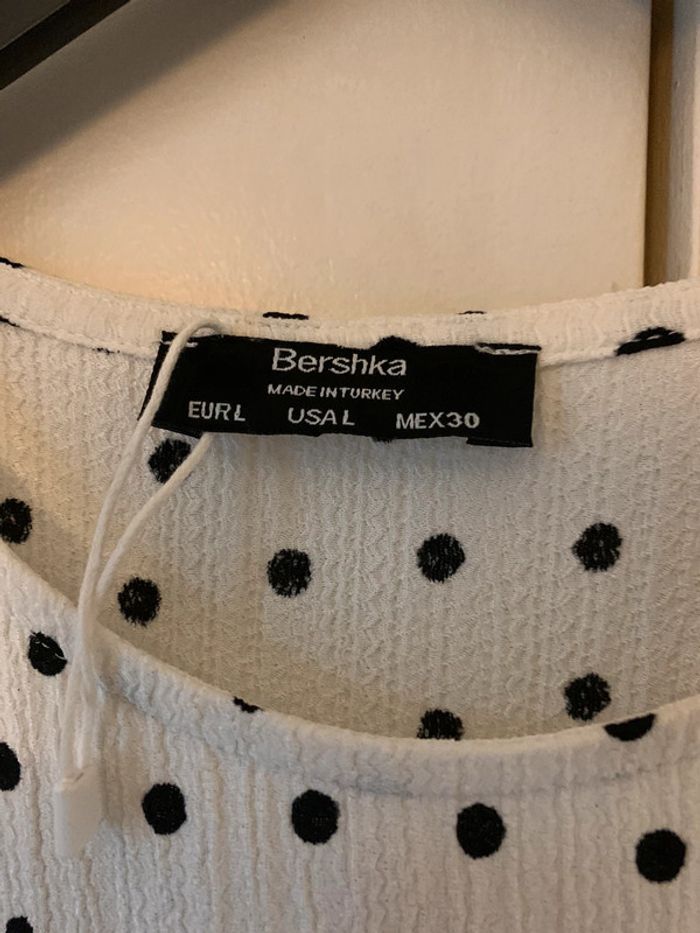 Bershka
MADE IN TURKEY
EUR L USA L MEX 30